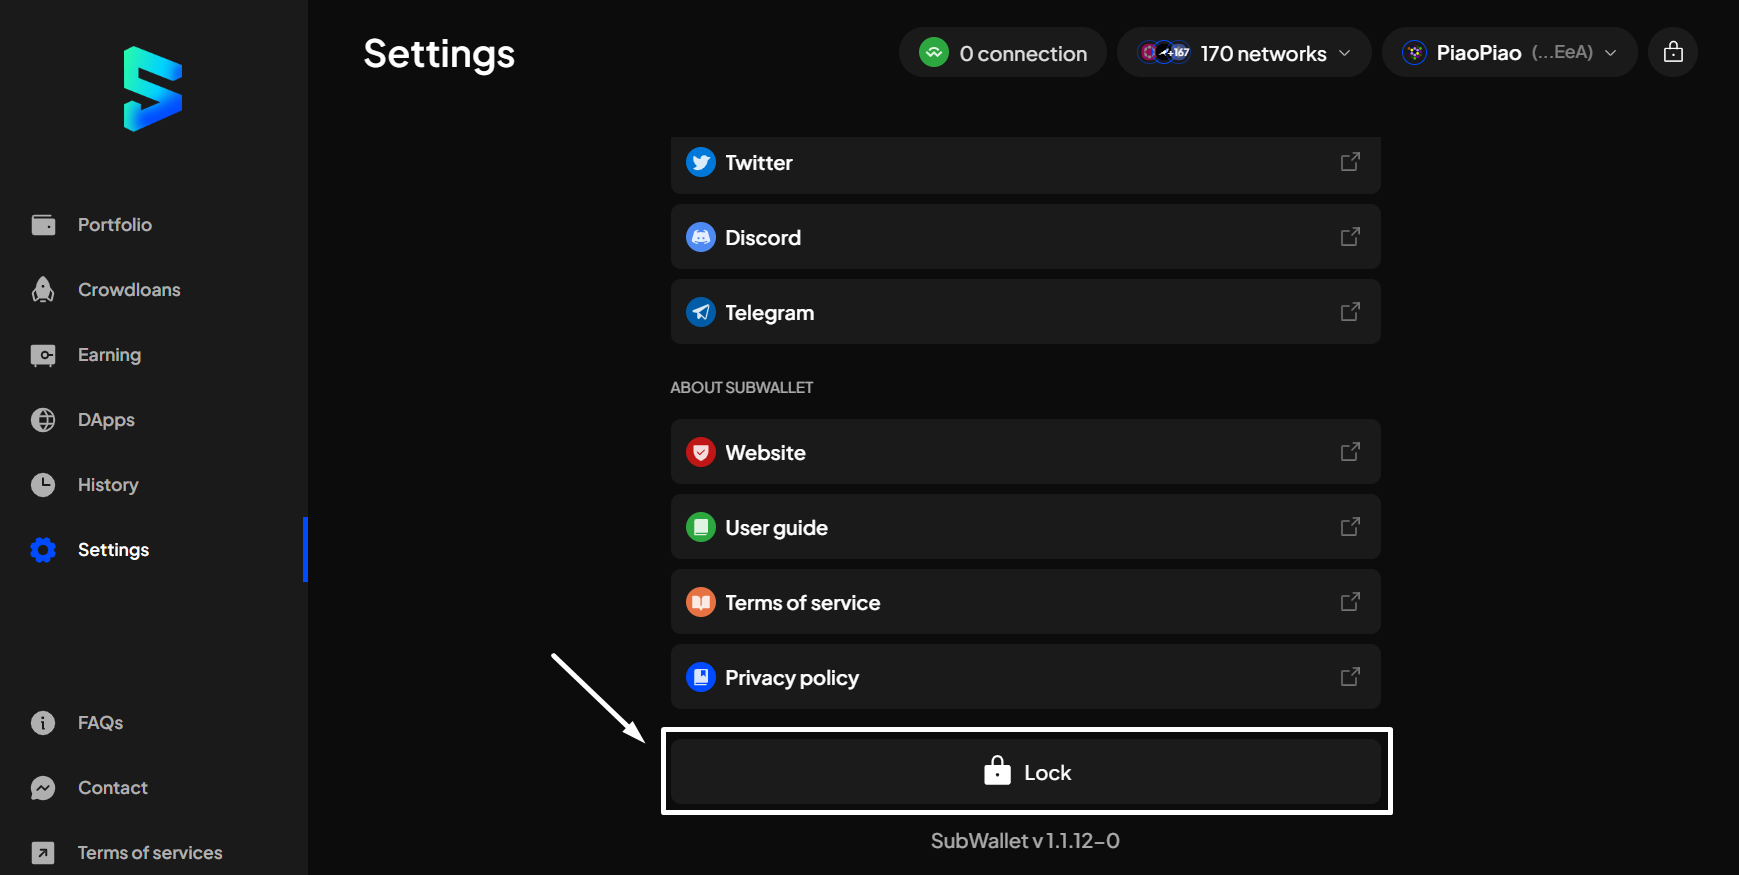 Settings
0 connection
+167
170 networks
PiaoPiao (...EeA)
Portfolio
Crowdloans
Earning
DApps
History
Settings
FAQs
Contact
Terms of services
Twitter
Discord
Telegram
ABOUT SUBWALLET
Website
User guide
Terms of service
Privacy policy
Lock
SubWallet v 1.1.12-0